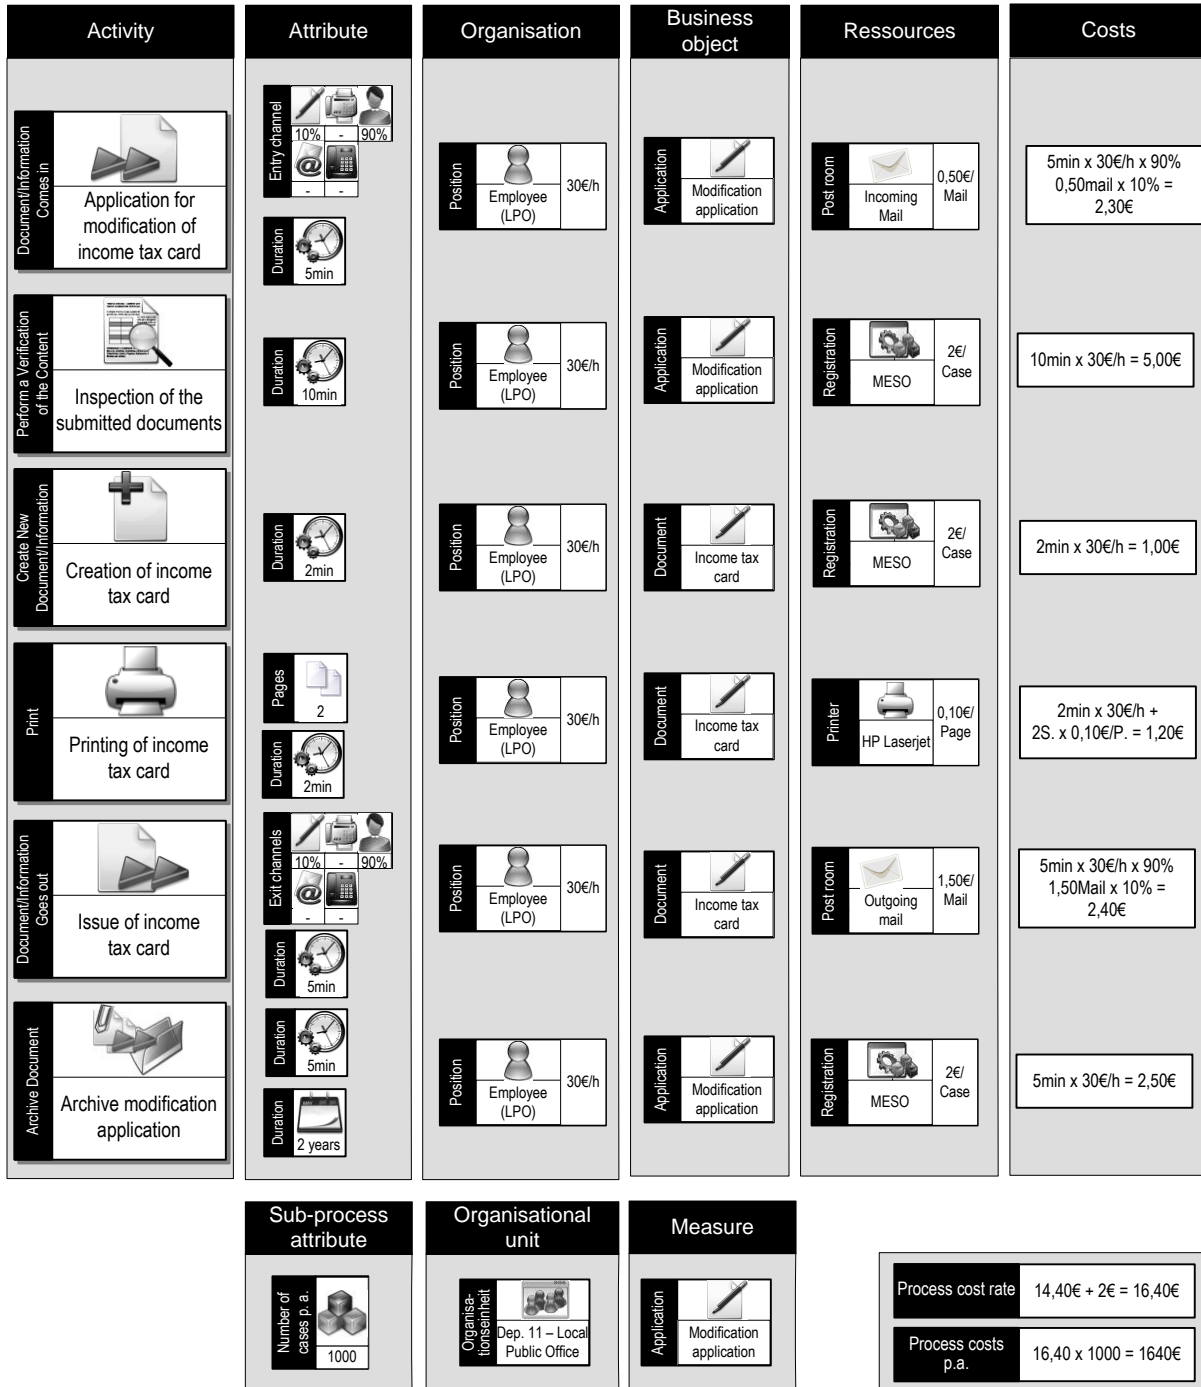 Activity
Attribute
Organisation
Business
object
Ressources
Costs
Document/Information
Comes in
Application for
modification of
income tax card
Entry channel
10%
-
90%
-
-
Duration
5min
Position
Employee
(LPO)
30€/h
Application
Modification
application
Post room
Incoming
Mail
0,50€/
Mail
5min x 30€/h x 90%
0,50mail x 10% =
2,30€
Perform a Verification
of the Content
Inspection of the
submitted documents
Duration
10min
Position
Employee
(LPO)
30€/h
Application
Modification
application
Registration
MESO
2€/
Case
10min x 30€/h = 5,00€
Create New
Document/Information
Creation of income
tax card
Duration
2min
Position
Employee
(LPO)
30€/h
Document
Income tax
card
Registration
MESO
2€/
Case
2min x 30€/h = 1,00€
Print
Printing of income
tax card
Pages
2
Duration
2min
Position
Employee
(LPO)
30€/h
Document
Income tax
card
Printer
HP Laserjet
0,10€/
Page
2min x 30€/h +
2S. x 0,10€/P. = 1,20€
Document/Information
Goes out
Issue of income
tax card
Exit channels
10%
-
90%
-
-
Duration
5min
Position
Employee
(LPO)
30€/h
Document
Income tax
card
Post room
Outgoing
mail
1,50€/
Mail
5min x 30€/h x 90%
1,50Mail x 10% =
2,40€
Archive Document
Archive modification
application
Duration
5min
Duration
2 years
Position
Employee
(LPO)
30€/h
Application
Modification
application
Registration
MESO
2€/
Case
5min x 30€/h = 2,50€
Sub-process
attribute
Number of
cases p. a.
1000
Organisational
unit
Organisa-
tionseinheit
Dep. 11 – Local
Public Office
Measure
Application
Modification
application
Process cost rate
14,40€ + 2€ = 16,40€
Process costs
p.a.
16,40 x 1000 = 1640€